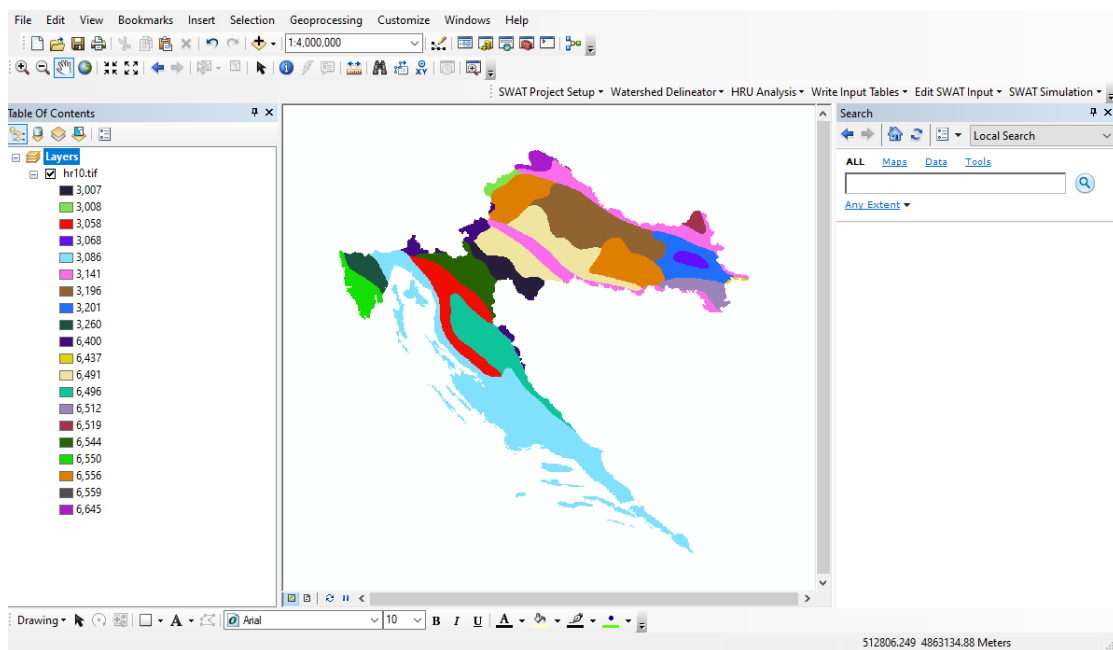 File Edit View Bookmarks Insert Selection Geoprocessing Customize Windows Help
1:4,000,000
XY
SWAT Project Setup Watershed Delineator HRU Analysis Write Input Tables Edit SWAT Input SWAT Simulation
Table Of Contents
Layers
hr10.tif
3,007
3,008
3,058
3,068
3,086
3,141
3,196
3,201
3,260
6,400
6,437
6,491
6,496
6,512
6,519
6,544
6,550
6,556
6,559
6,645
Search
Local Search
ALL Maps Data Tools
Any Extent
Drawing A Arial 10 B I U A
512806.249 4863134.88 Meters